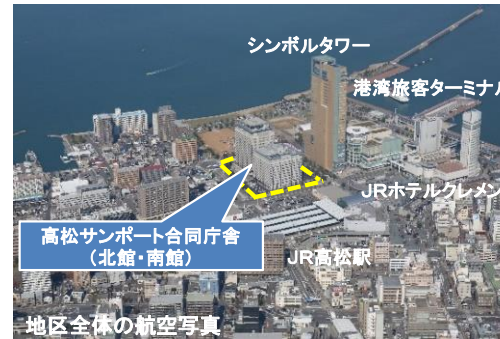 シンボルタワー
港湾旅客ターミナル
JRホテルクレメン
高松サンポート合同庁舎
(北館・南館)
JR高松駅
地区全体の航空写真